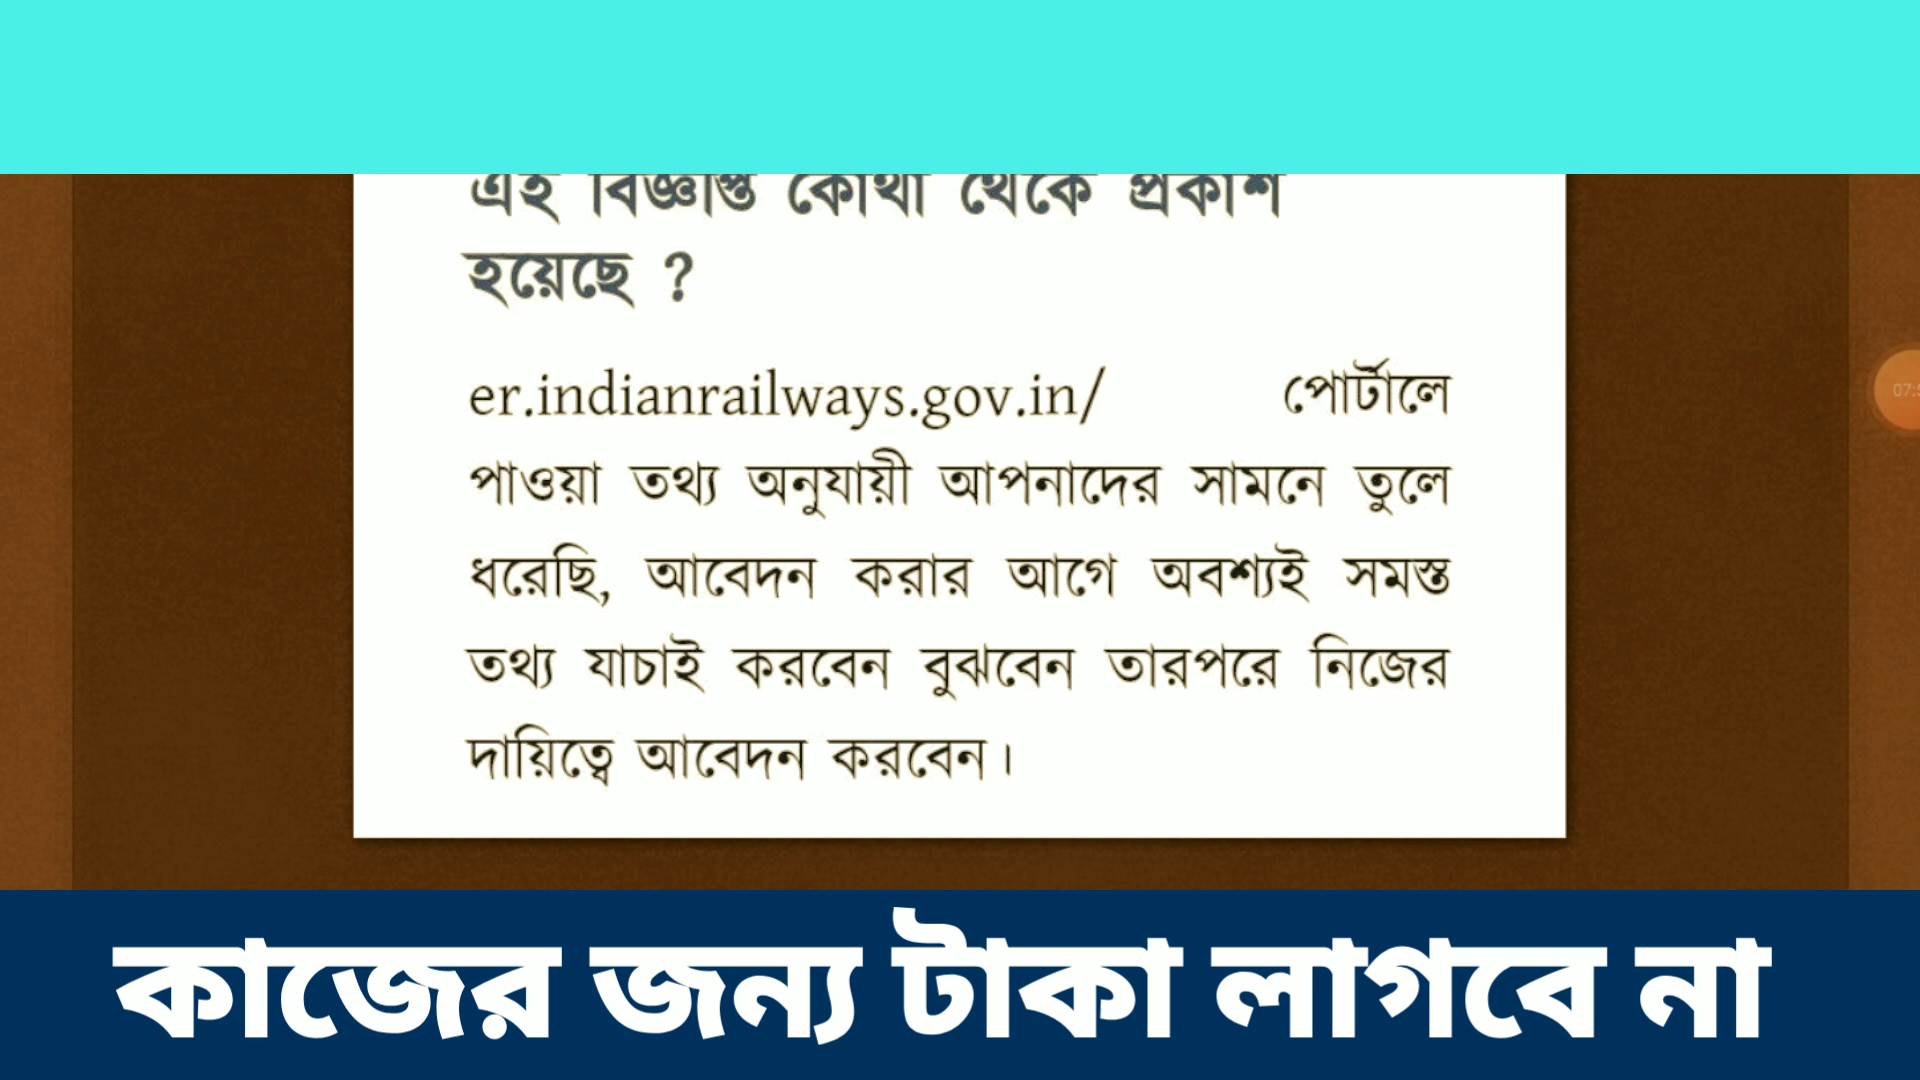 এই বিজ্ঞপ্তি কোথা থেকে প্রকাশ
হয়েছে ?
er.indianrailways.gov.in/ পোর্টালে
পাওয়া তথ্য অনুযায়ী আপনাদের সামনে তুলে
ধরেছি, আবেদন করার আগে অবশ্যই সমস্ত
তথ্য যাচাই করবেন বুঝবেন তারপরে নিজের
দায়িত্বে আবেদন করবেন।
কাজের জন্য টাকা লাগবে না